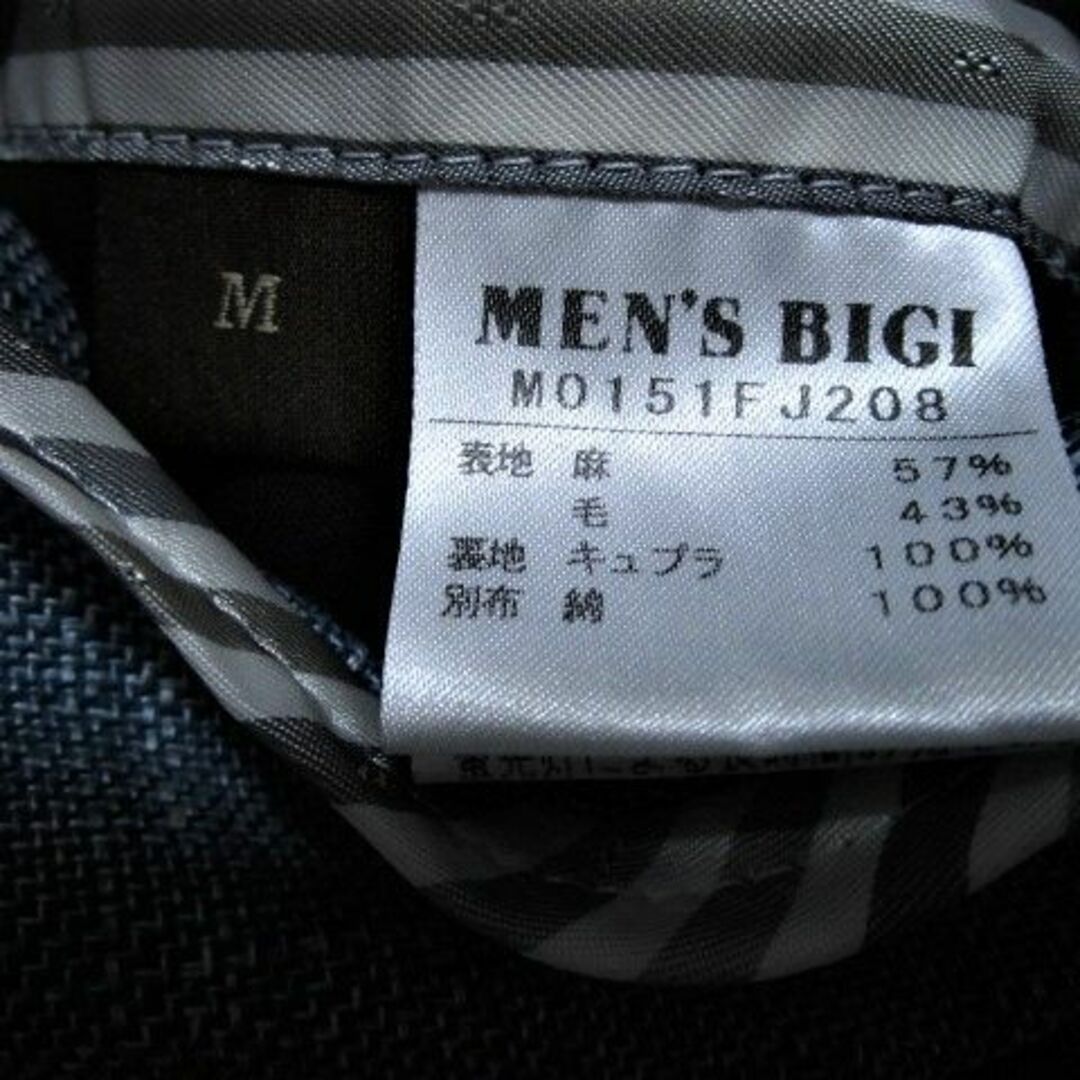 M
MEN'S BIGI
M0151FJ208
表地 麻 57%
毛 43%
裏地 キュプラ 100%
別布 綿 100%